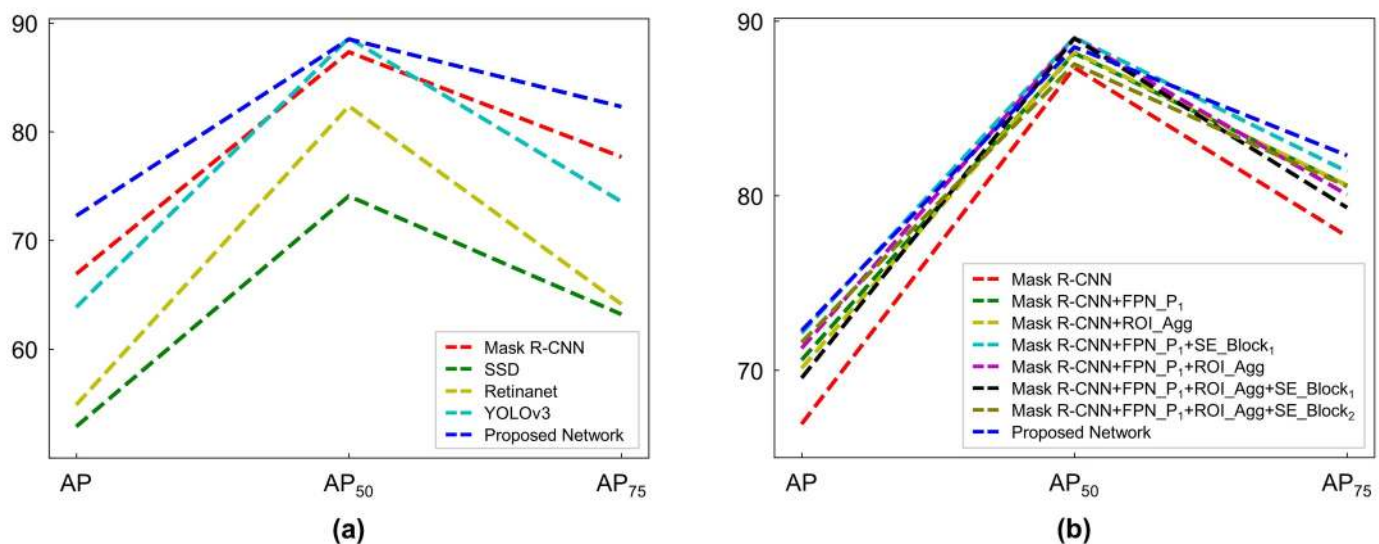 90
80
70
60
AP
AP₅₀
AP₇₅
Mask R-CNN
SSD
Retinanet
YOLOv3
Proposed Network
(a)
90
80
70
AP
AP₅₀
AP₇₅
Mask R-CNN
Mask R-CNN+FPN_P₁
Mask R-CNN+ROI_Agg
Mask R-CNN+FPN_P₁+SE_Block₁
Mask R-CNN+FPN_P₁+ROI_Agg
Mask R-CNN+FPN_P₁+ROI_Agg+SE_Block₁
Mask R-CNN+FPN_P₁+ROI_Agg+SE_Block₂
Proposed Network
(b)